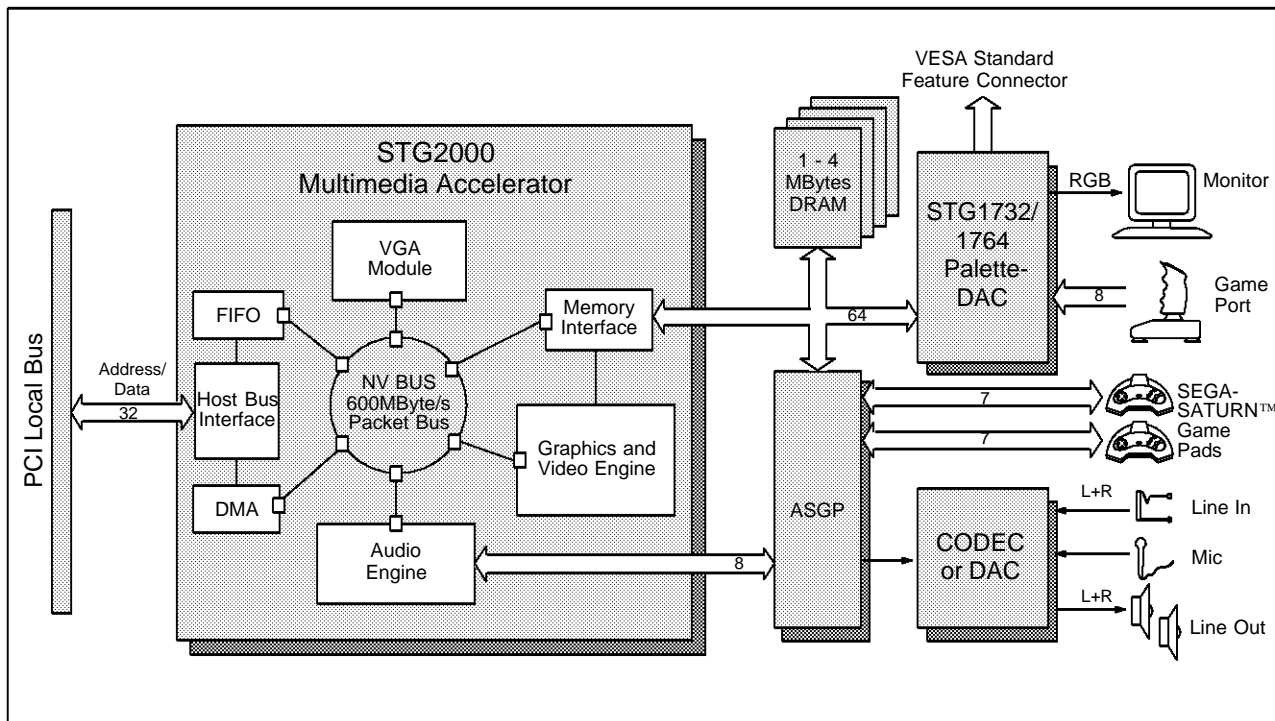 VESA Standard
Feature Connector
STG2000
Multimedia Accelerator
1 - 4
MBytes
DRAM
STG1732/
1764
Palette-
DAC
RGB
Monitor
VGA
Module
FIFO
Memory
Interface
64
8
Game
Port
PCI Local Bus
Address/
Data
32
Host Bus
Interface
NV BUS
600MByte/s
Packet Bus
Graphics and
Video Engine
DMA
Audio
Engine
8
ASGP
7
7
SEGA-
SATURN™
Game
Pads
CODEC
or DAC
L+R
Line In
Mic
L+R
Line Out